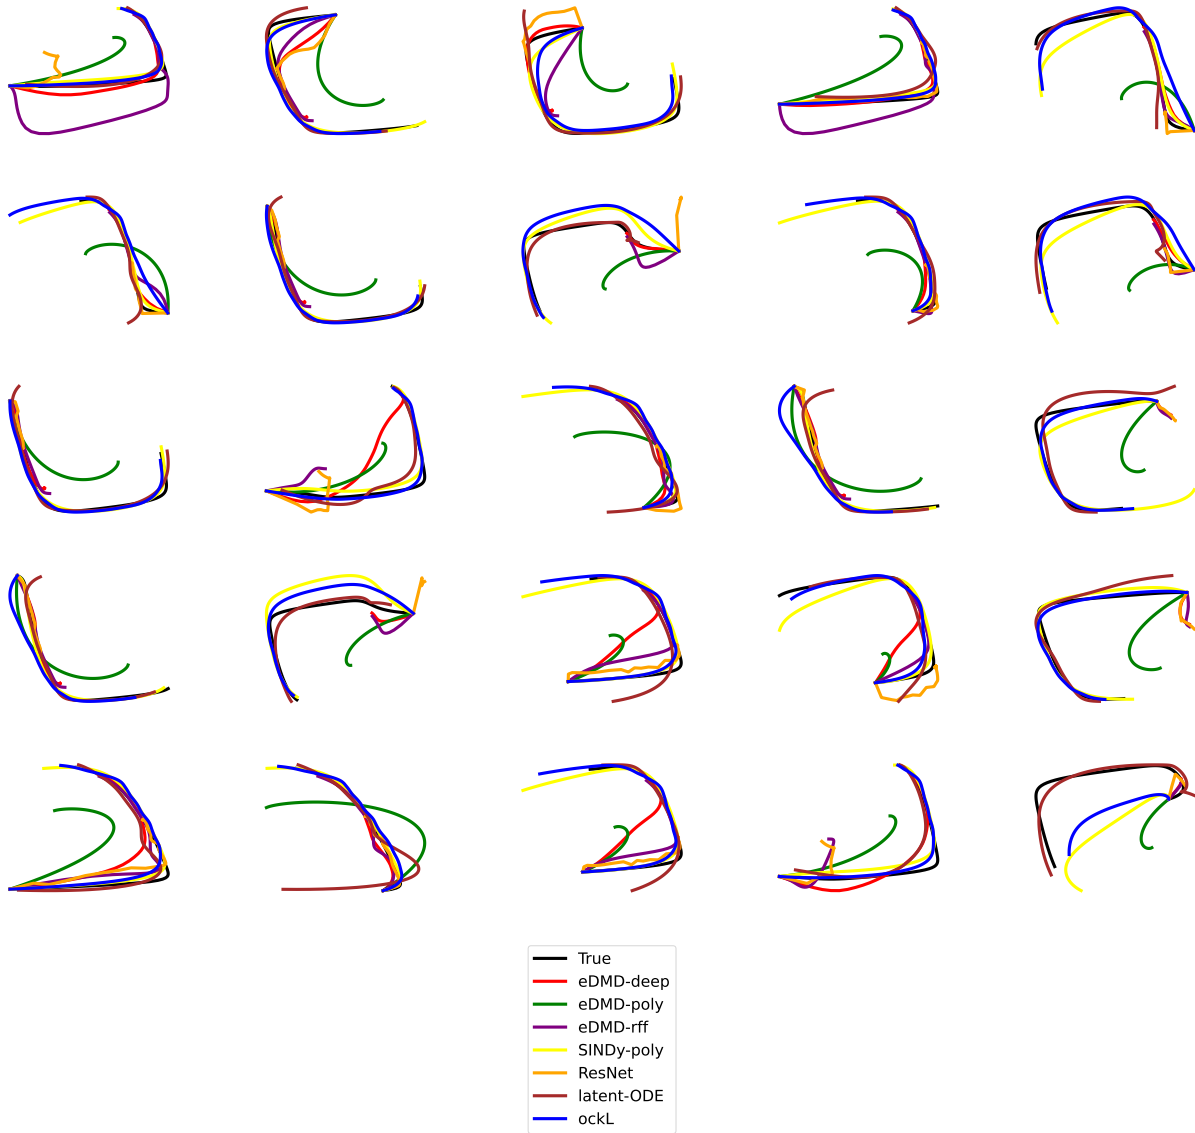 True
eDMD-deep
eDMD-poly
eDMD-rff
SINDy-poly
ResNet
latent-ODE
ockL